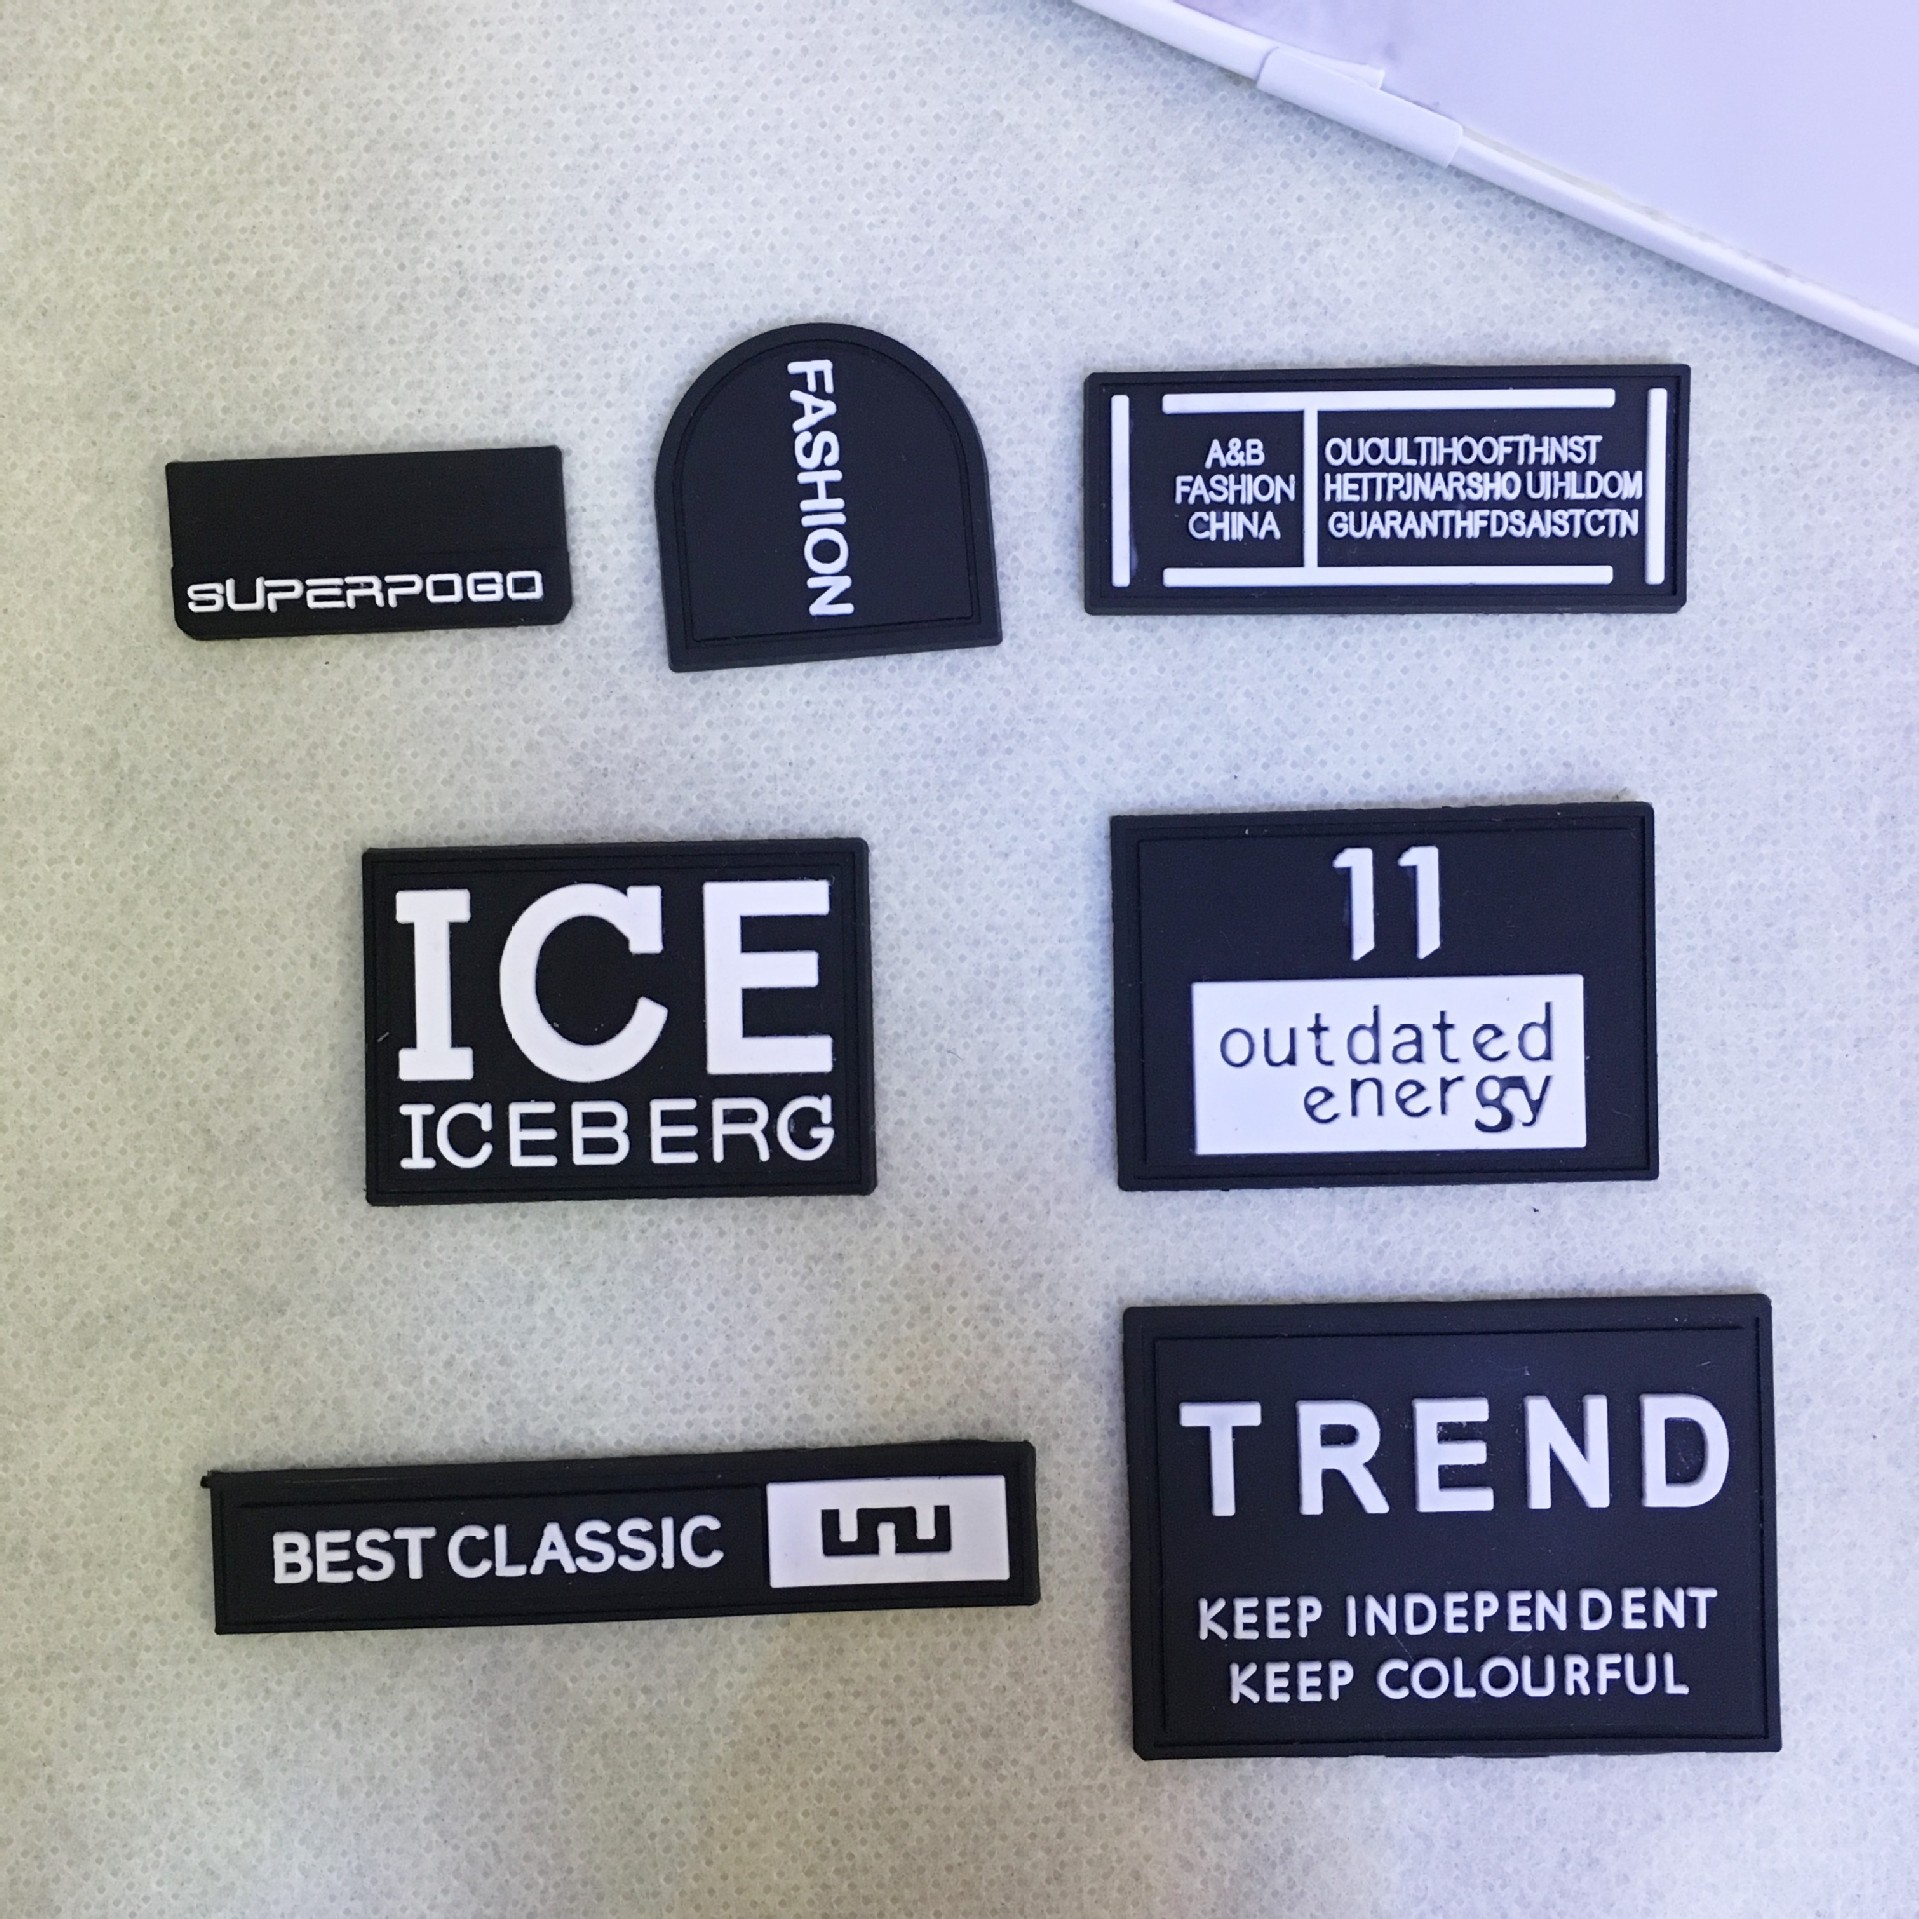 SUPERPOGO
FASHION
A&B
FASHION
CHINA
OUOULTIHOOFTHNST
HETTPJNARSHO UIHLDOM
GUARANTHFDSAISTCTN
ICE
ICEBERG
11
outdated
energy
BEST CLASSIC
TREND
KEEP INDEPENDENT
KEEP COLOURFUL